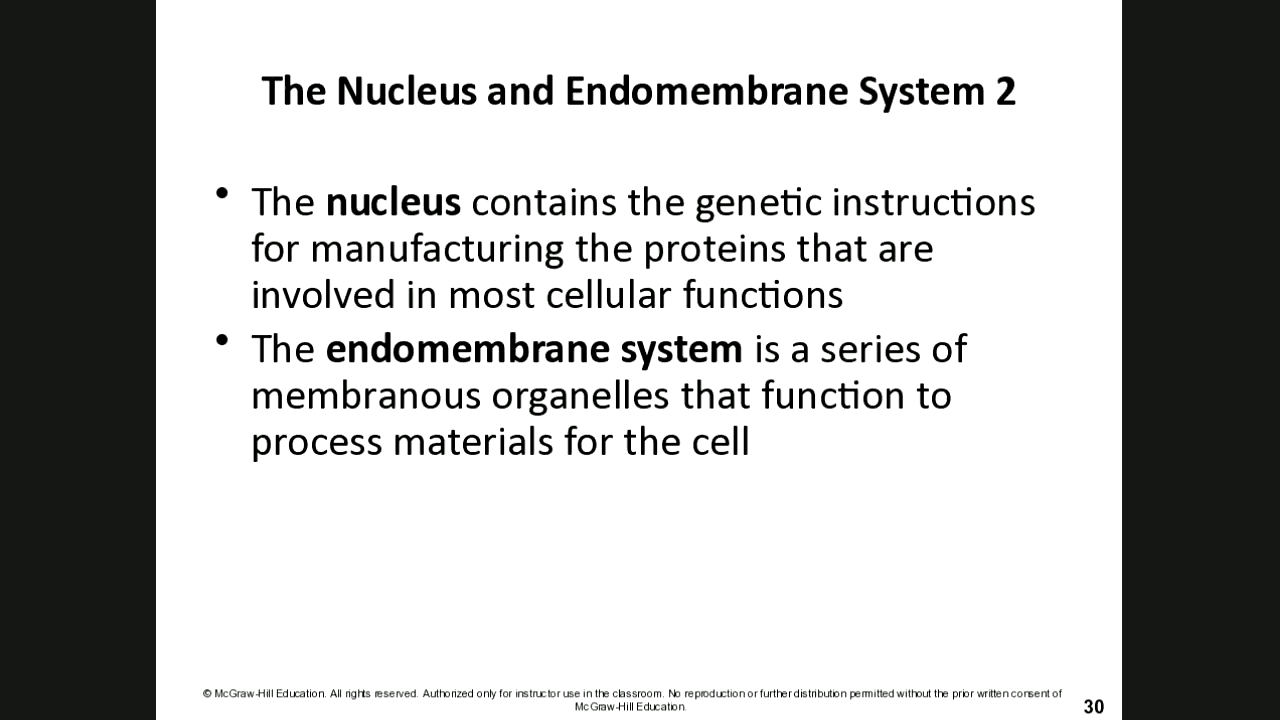 The Nucleus and Endomembrane System 2
• The nucleus contains the genetic instructions
for manufacturing the proteins that are
involved in most cellular functions
• The endomembrane system is a series of
membranous organelles that function to
process materials for the cell
© McGraw-Hill Education. All rights reserved. Authorized only for instructor use in the classroom. No reproduction or further distribution permitted without the prior written consent of
McGraw-Hill Education.
30